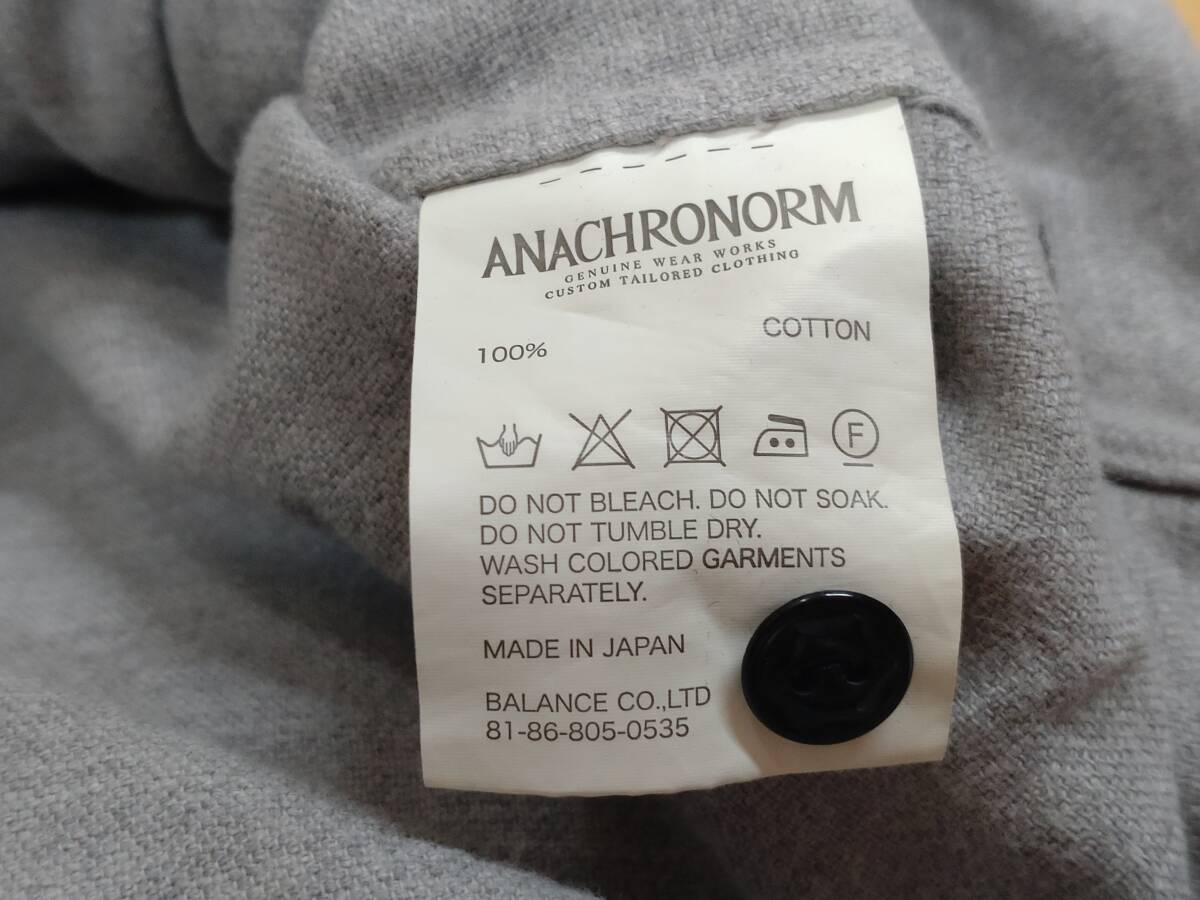 ANACHRONORM
GENUINE WEAR WORKS
CUSTOM TAILORED CLOTHING
100% COTTON
F
DO NOT BLEACH. DO NOT SOAK.
DO NOT TUMBLE DRY.
WASH COLORED GARMENTS
SEPARATELY.
MADE IN JAPAN
BALANCE CO.,LTD
81-86-805-0535